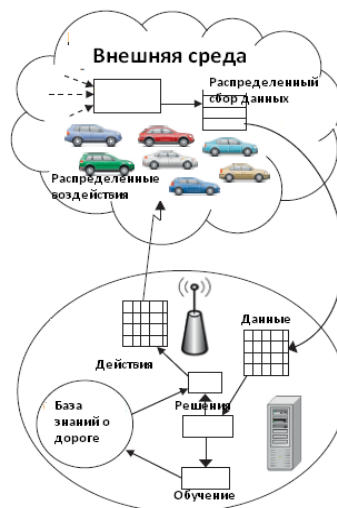 Внешняя среда
Распределенный
сбор данных
Распределенные
воздействия
Данные
Действия
База
знаний о
дороге
Решения
Обучение